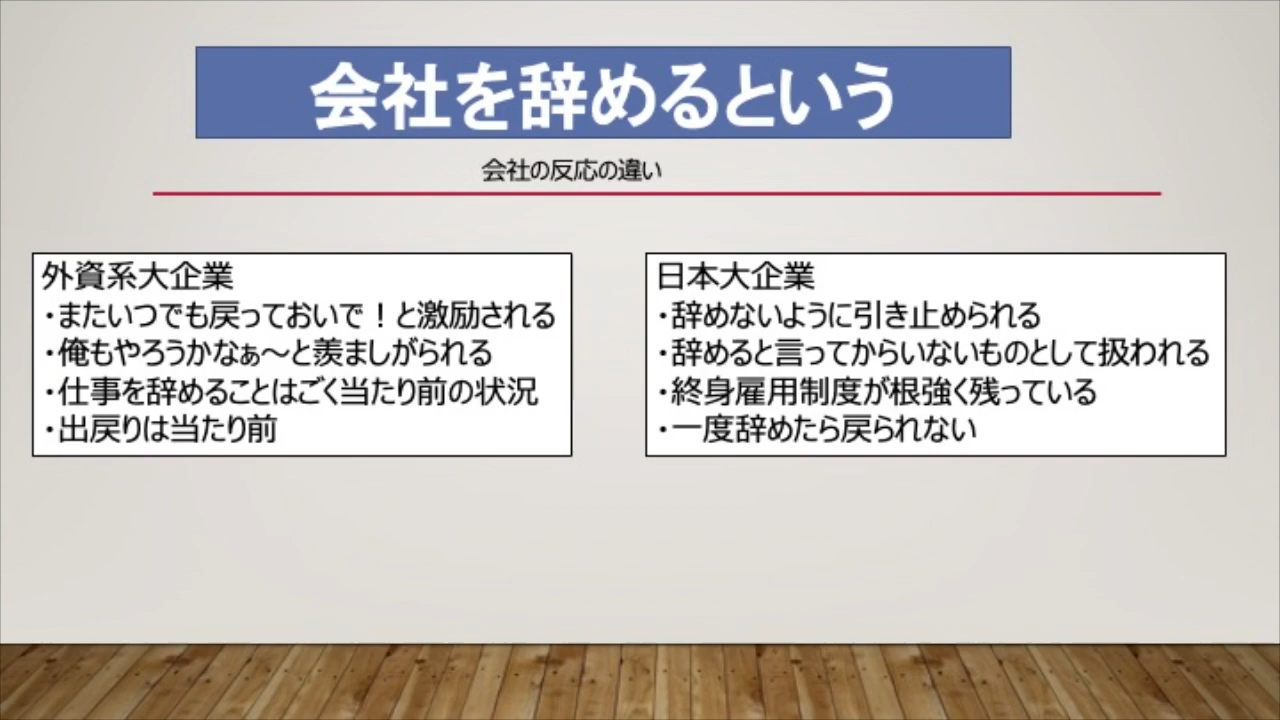 会社を辞めるという
会社の反応の違い
外資系大企業
・またいつでも戻っておいで！と激励される
・俺もやろうかなぁ～と羨ましがられる
・仕事を辞めることはごく当たり前の状況
・出戻りは当たり前
日本大企業
・辞めないように引き止められる
・辞めると言ってからいないものとして扱われる
・終身雇用制度が根強く残っている
・一度辞めたら戻られない